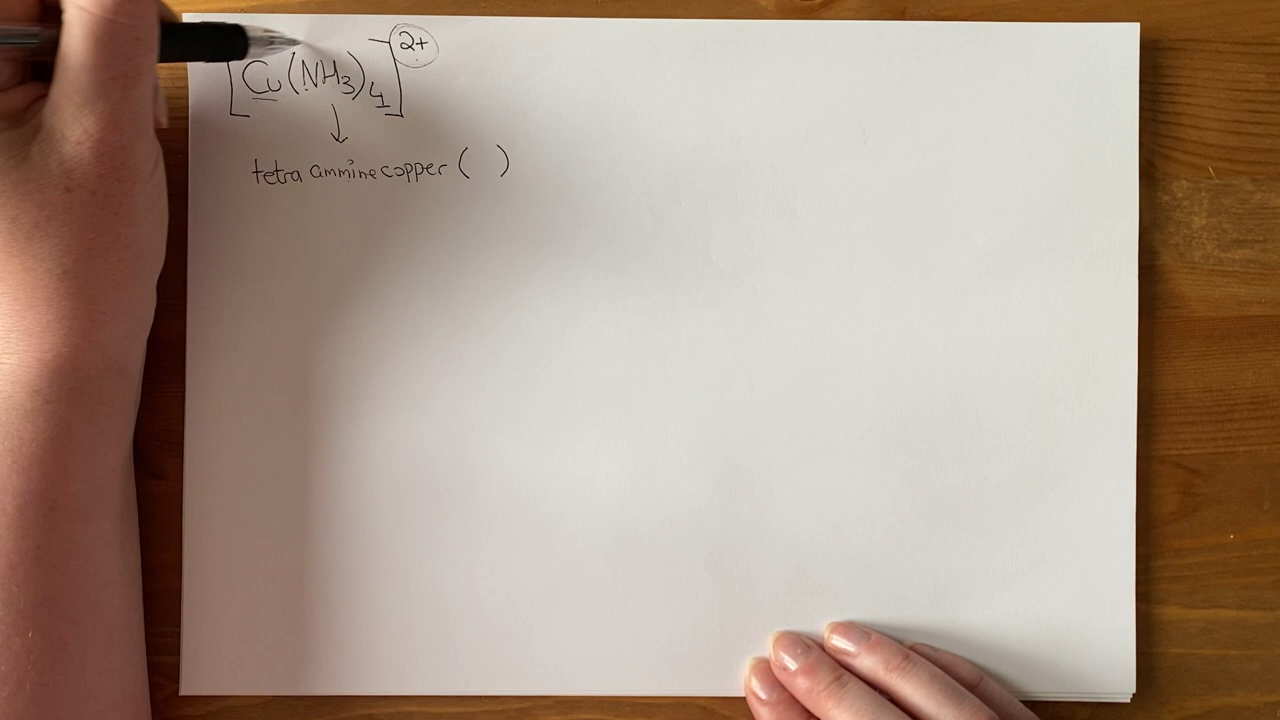 [Cu(NH₃)₄]²⁺
↓
tetra ammine copper ( )